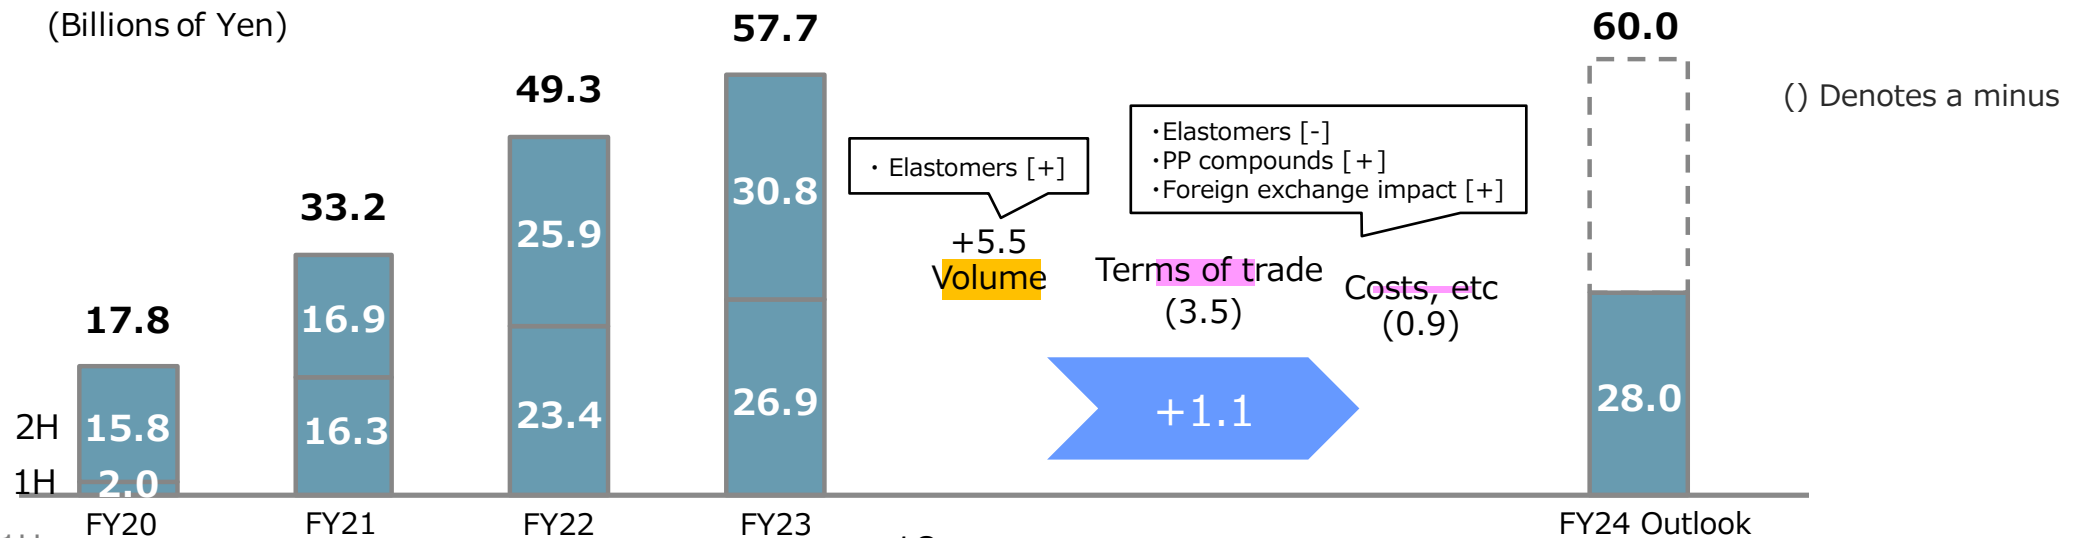 (Billions of Yen)
57.7
60.0
49.3
() Denotes a minus
・Elastomers [-]
・PP compounds [+]
・Foreign exchange impact [+]
・ Elastomers [+]
30.8
33.2
25.9
+5.5
Volume
Terms of trade
(3.5)
Costs, etc
(0.9)
17.8
16.9
26.9
28.0
+1.1
23.4
16.3
2H
15.8
1H
2.0
FY20
FY21
FY22
FY23
FY24 Outlook